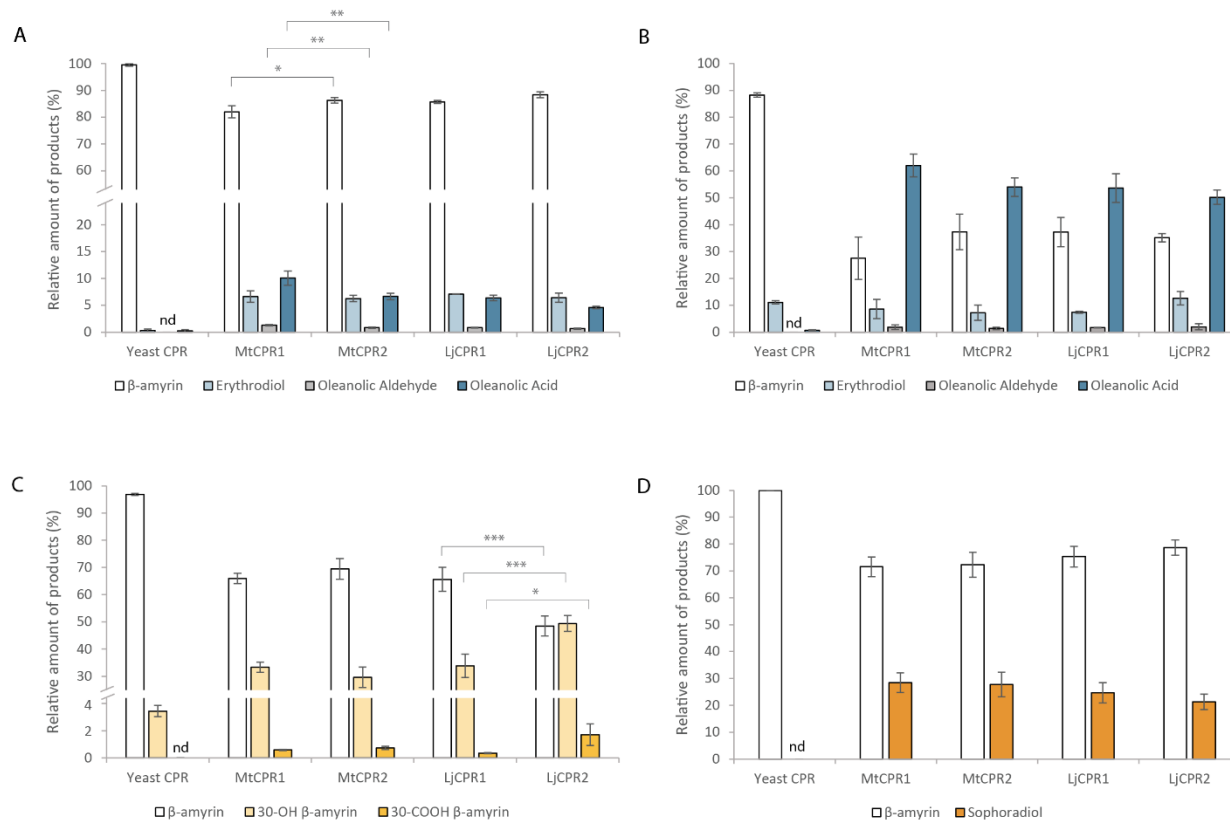 A
Relative amount of products (%)
100
90
80
70
60
20
15
10
5
0
* ** **
nd
Yeast CPR MtCPR1 MtCPR2 LjCPR1 LjCPR2
β-amyrin Erythrodiol Oleanolic Aldehyde Oleanolic Acid
B
Relative amount of products (%)
100
90
80
70
60
50
40
30
20
10
0
nd
Yeast CPR MtCPR1 MtCPR2 LjCPR1 LjCPR2
β-amyrin Erythrodiol Oleanolic Aldehyde Oleanolic Acid
C
Relative amount of products (%)
100
90
80
70
60
50
40
30
4
2
0
***
***
*
nd
Yeast CPR MtCPR1 MtCPR2 LjCPR1 LjCPR2
β-amyrin 30-OH β-amyrin 30-COOH β-amyrin
D
Relative amount of products (%)
100
90
80
70
60
50
40
30
20
10
0
nd
Yeast CPR MtCPR1 MtCPR2 LjCPR1 LjCPR2
β-amyrin Sophoradiol